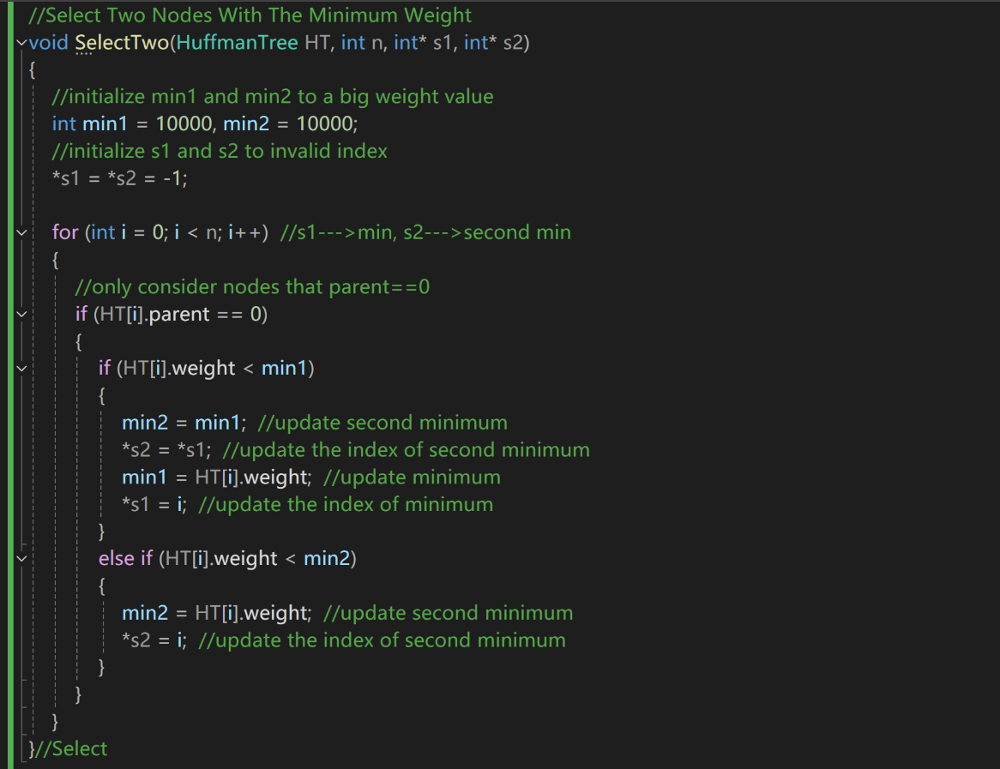 //Select Two Nodes With The Minimum Weight
void SelectTwo(HuffmanTree HT, int n, int* s1, int* s2)
{
//initialize min1 and min2 to a big weight value
int min1 = 10000, min2 = 10000;
//initialize s1 and s2 to invalid index
*s1 = *s2 = -1;
for (int i = 0; i < n; i++) //s1--->min, s2--->second min
{
//only consider nodes that parent==0
if (HT[i].parent == 0)
{
if (HT[i].weight < min1)
{
min2 = min1; //update second minimum
*s2 = *s1; //update the index of second minimum
min1 = HT[i].weight; //update minimum
*s1 = i; //update the index of minimum
}
else if (HT[i].weight < min2)
{
min2 = HT[i].weight; //update second minimum
*s2 = i; //update the index of second minimum
}
}
}
}//Select